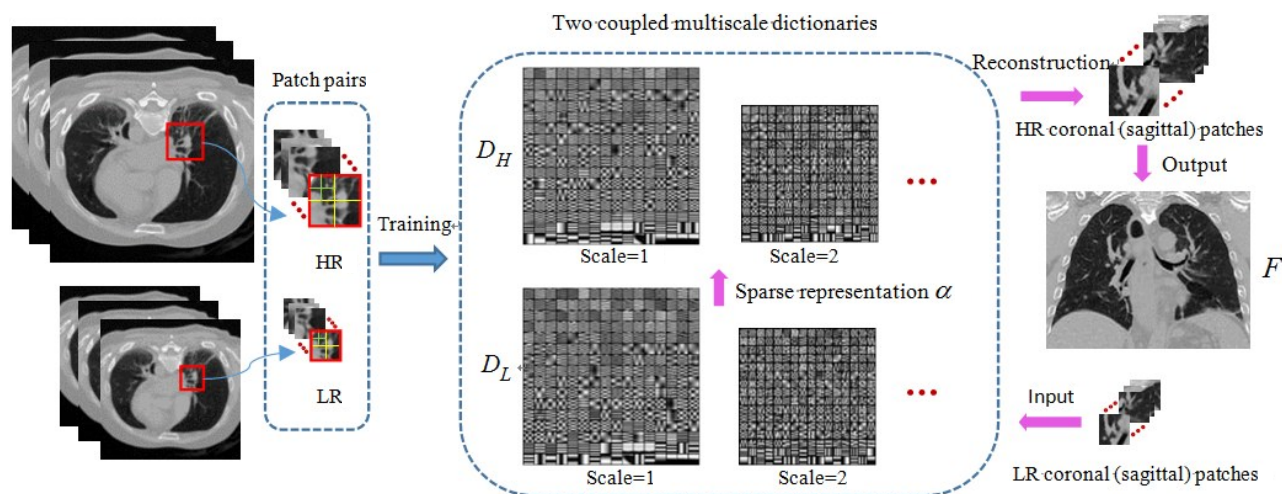 Two coupled multiscale dictionaries
Patch pairs
HR
LR
Training
D_H
Scale=1
Scale=2
Sparse representation α
D_L
Scale=1
Scale=2
Reconstruction
HR coronal (sagittal) patches
Output
F
Input
LR coronal (sagittal) patches